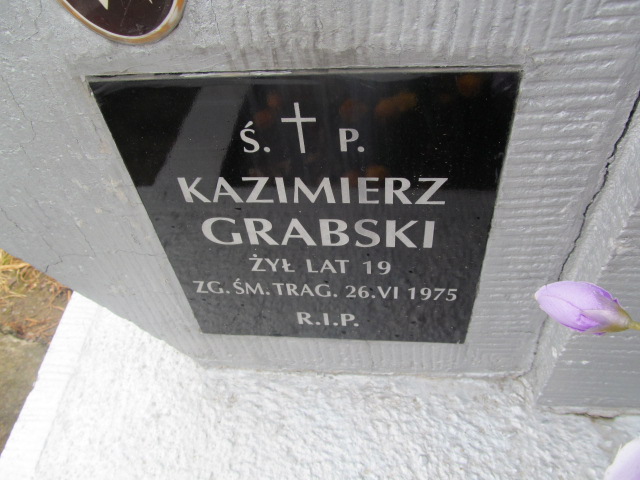 Ś. † P.
KAZIMIERZ
GRABSKI
ŻYŁ LAT 19
ZG. ŚM. TRAG. 26.VI 1975
R.I.P.